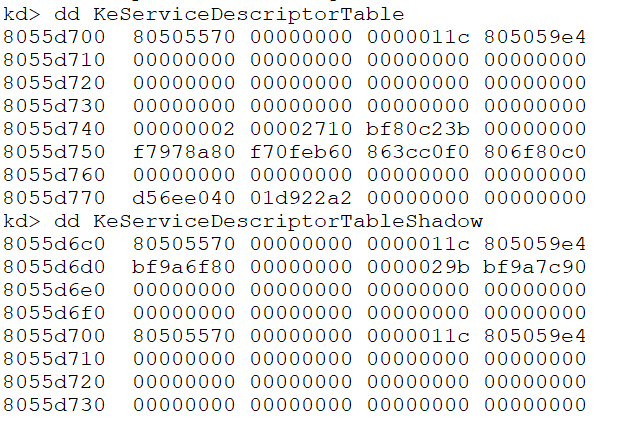 kd> dd KeServiceDescriptorTable
8055d700  80505570 00000000 0000011c 805059e4
8055d710  00000000 00000000 00000000 00000000
8055d720  00000000 00000000 00000000 00000000
8055d730  00000000 00000000 00000000 00000000
8055d740  00000002 00002710 bf80c23b 00000000
8055d750  f7978a80 f70feb60 863cc0f0 806f80c0
8055d760  00000000 00000000 00000000 00000000
8055d770  d56ee040 01d922a2 00000000 00000000
kd> dd KeServiceDescriptorTableShadow
8055d6c0  80505570 00000000 0000011c 805059e4
8055d6d0  bf9a6f80 00000000 0000029b bf9a7c90
8055d6e0  00000000 00000000 00000000 00000000
8055d6f0  00000000 00000000 00000000 00000000
8055d700  80505570 00000000 0000011c 805059e4
8055d710  00000000 00000000 00000000 00000000
8055d720  00000000 00000000 00000000 00000000
8055d730  00000000 00000000 00000000 00000000